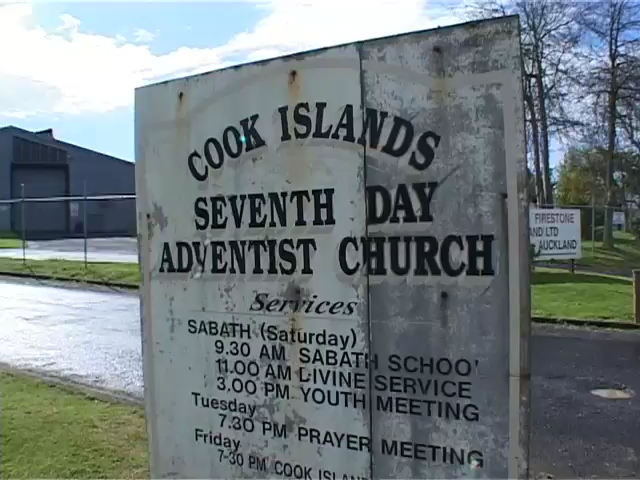 COOK ISLANDS
SEVENTH DAY
ADVENTIST CHURCH
Services
SABATH (Saturday)
9.30 AM SABATH SCHOO'
11.00 AM DIVINE SERVICE
3.00 PM YOUTH MEETING
Tuesday
7.30 PM PRAYER MEETING
Friday
7-30 PM COOK ISLAN
FIRESTONE
AND LTD
AUCKLAND